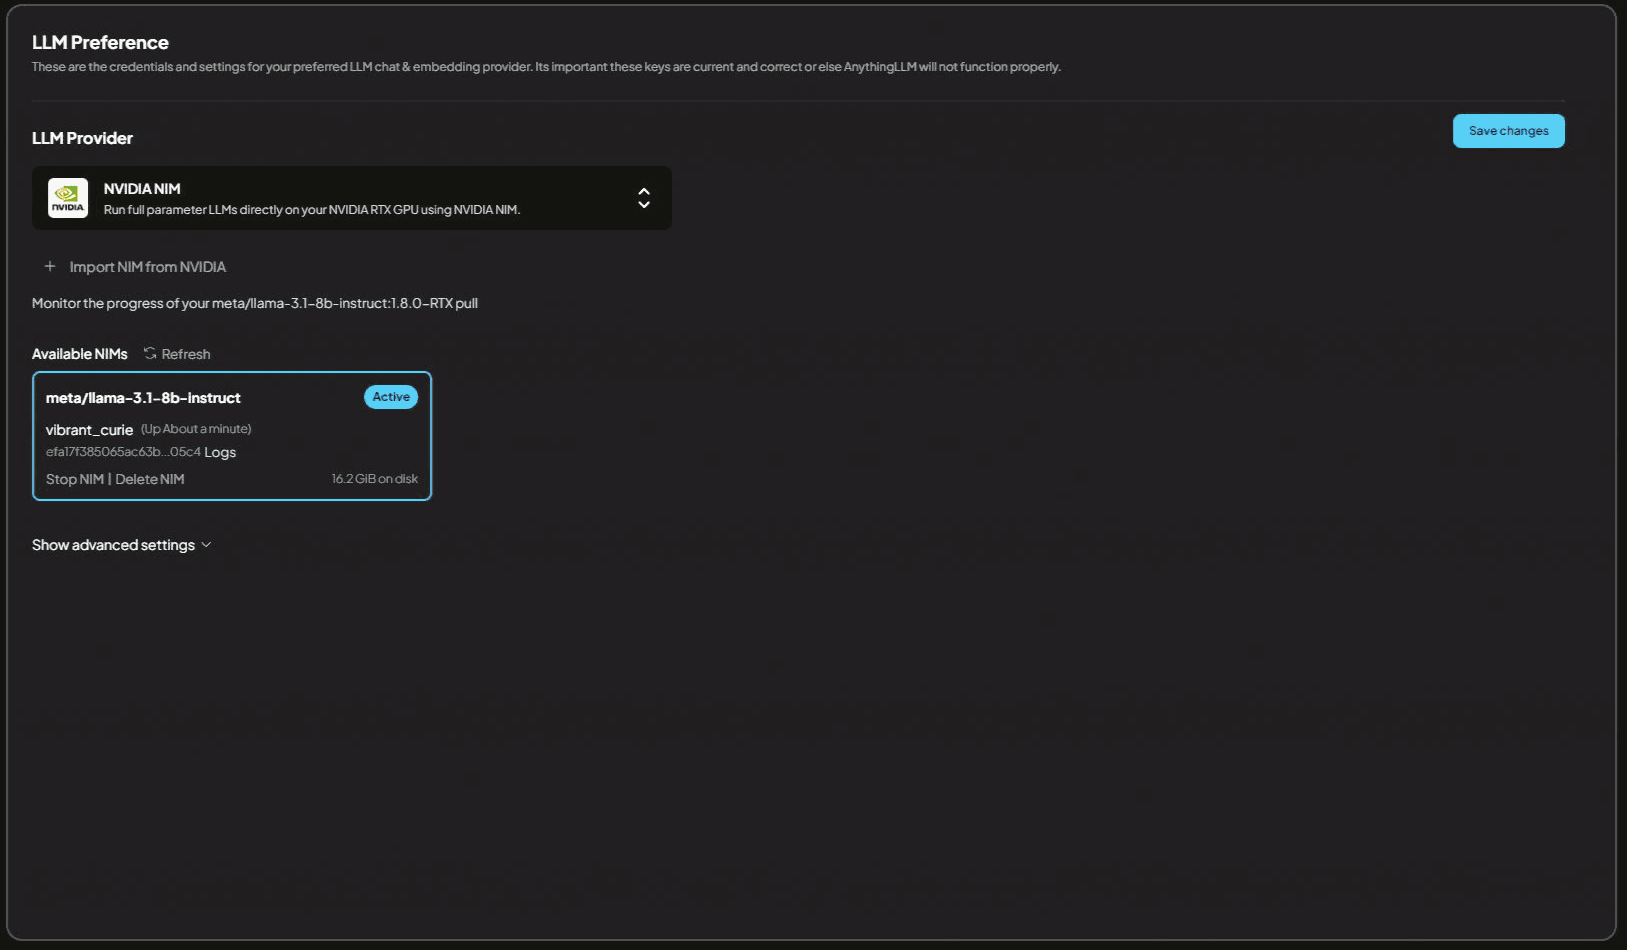 LLM Preference
These are the credentials and settings for your preferred LLM chat & embedding provider. Its important these keys are current and correct or else AnythingLLM will not function properly.
Save changes
LLM Provider
NVIDIA
NVIDIA NIM
Run full parameter LLMs directly on your NVIDIA RTX GPU using NVIDIA NIM.
+ Import NIM from NVIDIA
Monitor the progress of your meta/llama-3.1-8b-instruct:1.8.0-RTX pull
Available NIMs Refresh
meta/llama-3.1-8b-instruct Active
vibrant_curie (Up About a minute)
efa17f385065ac63b...05c4 Logs
Stop NIM | Delete NIM 16.2 GiB on disk
Show advanced settings